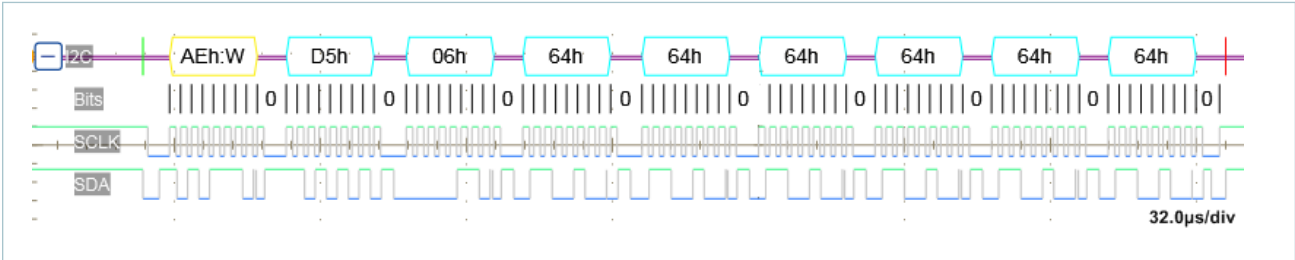 I2C AEh:W D5h 06h 64h 64h 64h 64h 64h 64h
Bits 0 0 0 0 0 0 0 0 0
SCLK
SDA
32.0µs/div